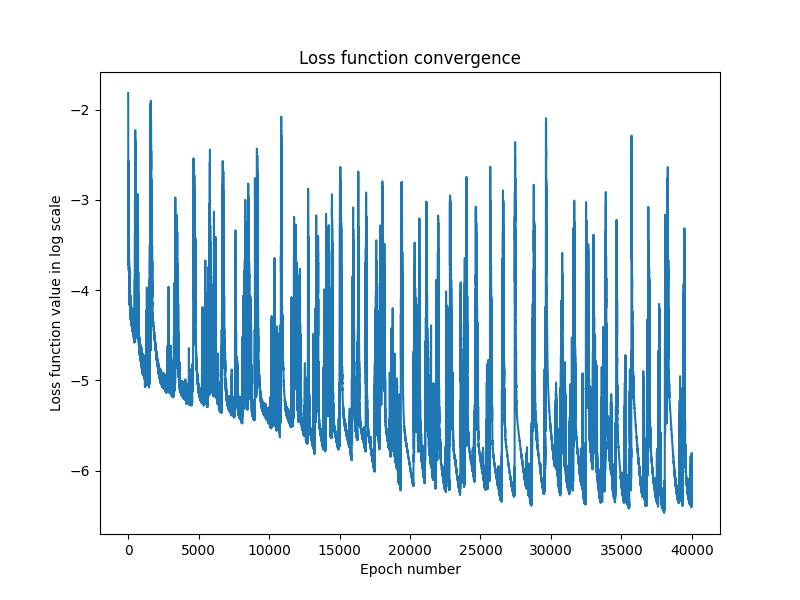 Loss function convergence
Loss function value in log scale
−2
−3
−4
−5
−6
0 5000 10000 15000 20000 25000 30000 35000 40000
Epoch number